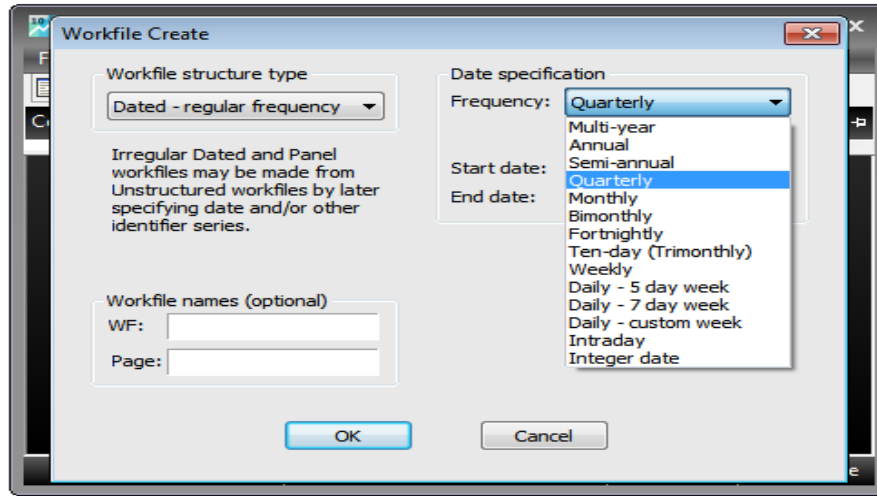 10
Workfile Create
Workfile structure type
Dated - regular frequency
Irregular Dated and Panel
workfiles may be made from
Unstructured workfiles by later
specifying date and/or other
identifier series.
Workfile names (optional)
WF:
Page:
Date specification
Frequency: Quarterly
Multi-year
Annual
Semi-annual
Quarterly
Monthly
Bimonthly
Fortnightly
Ten-day (Trimonthly)
Weekly
Daily - 5 day week
Daily - 7 day week
Daily - custom week
Intraday
Integer date
Start date:
End date:
OK
Cancel